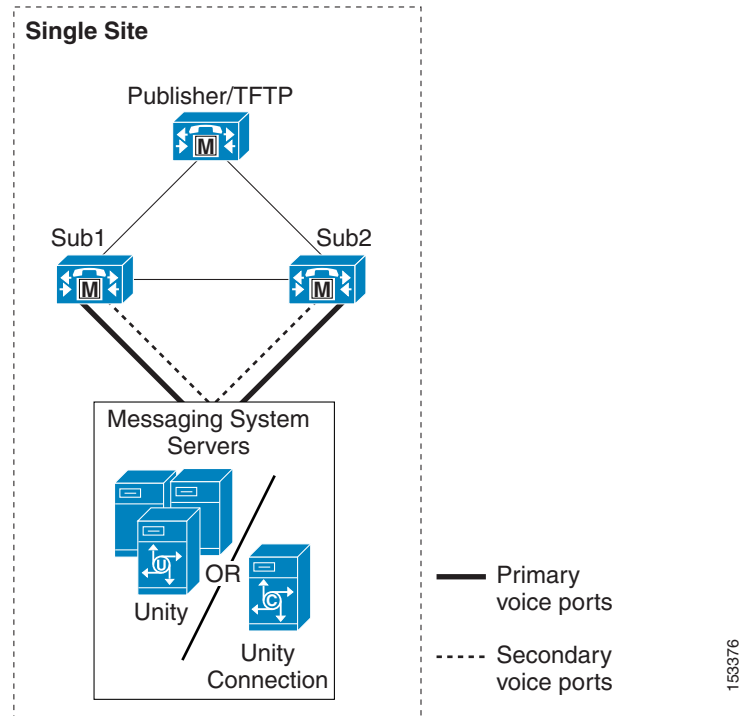 Single Site
Publisher/TFTP
M
Sub1
Sub2
M
M
Messaging System
Servers
U
OR
C
Unity
Unity
Connection
Primary
voice ports
Secondary
voice ports
153376